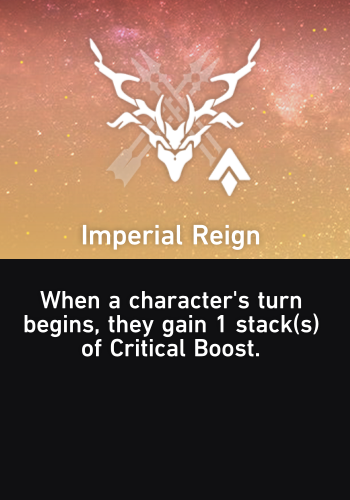 Imperial Reign
When a character's turn
begins, they gain 1 stack(s)
of Critical Boost.